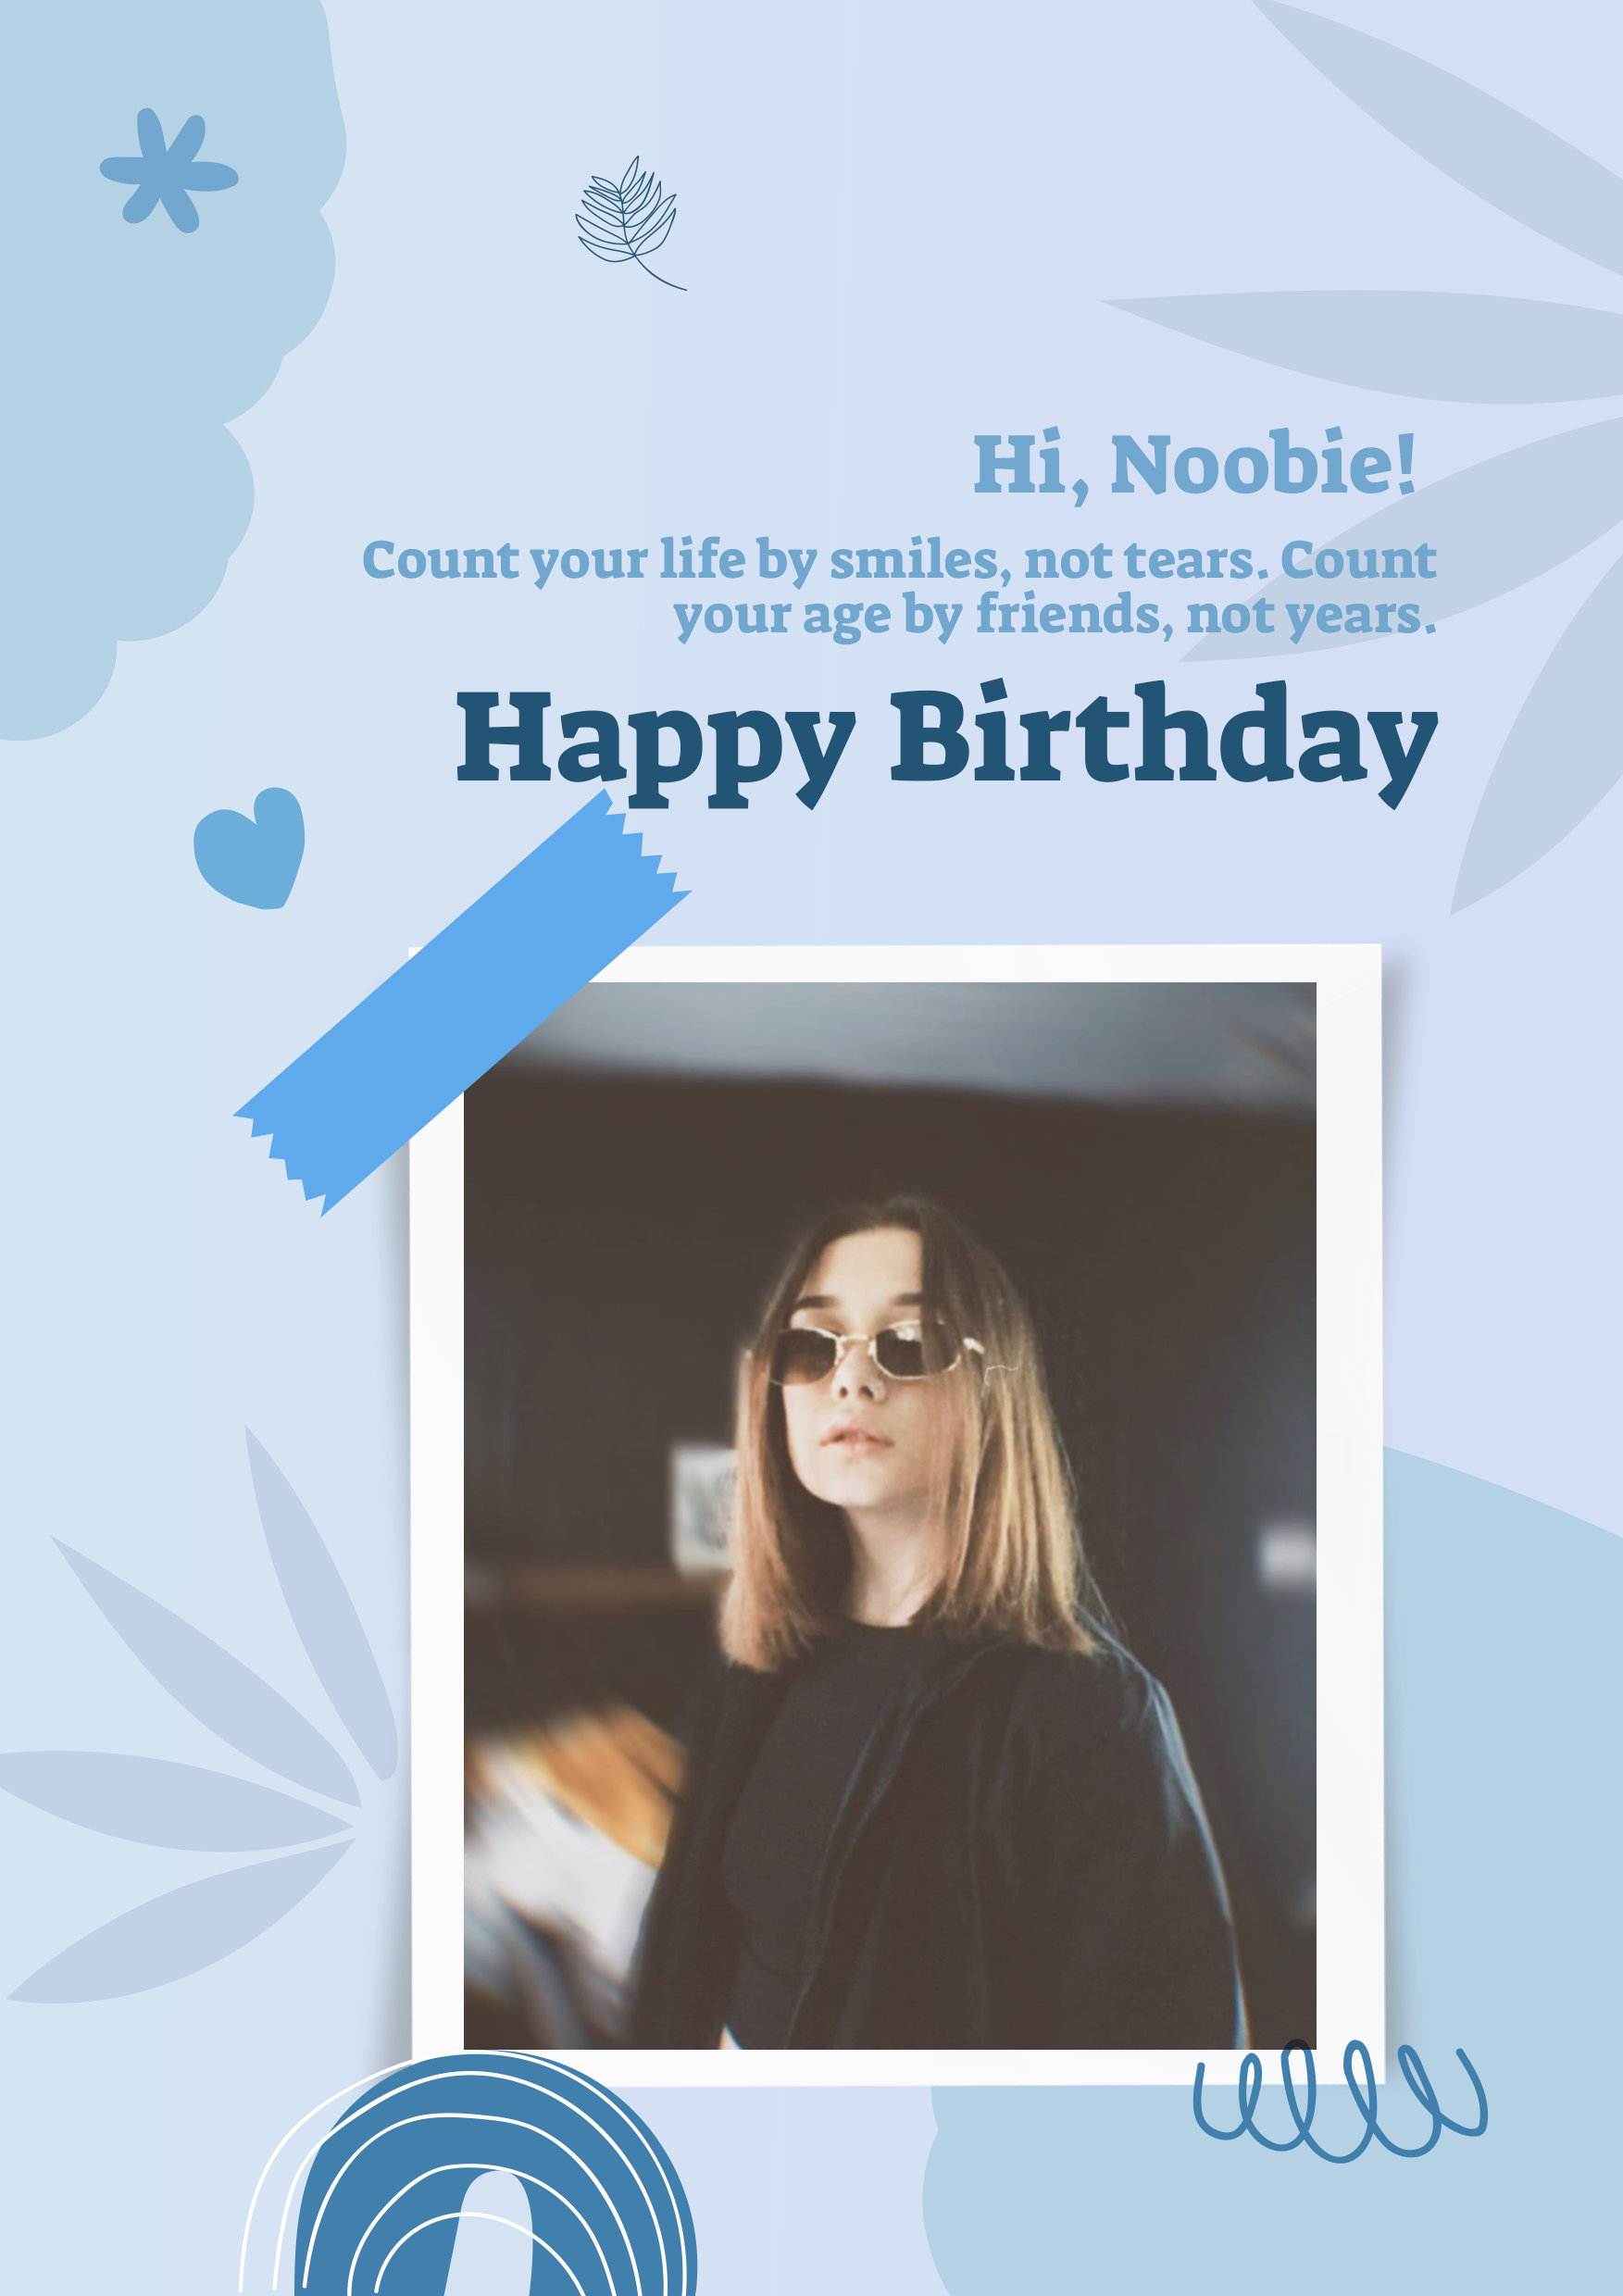 Hi, Noobie!
Count your life by smiles, not tears. Count
your age by friends, not years.
Happy Birthday